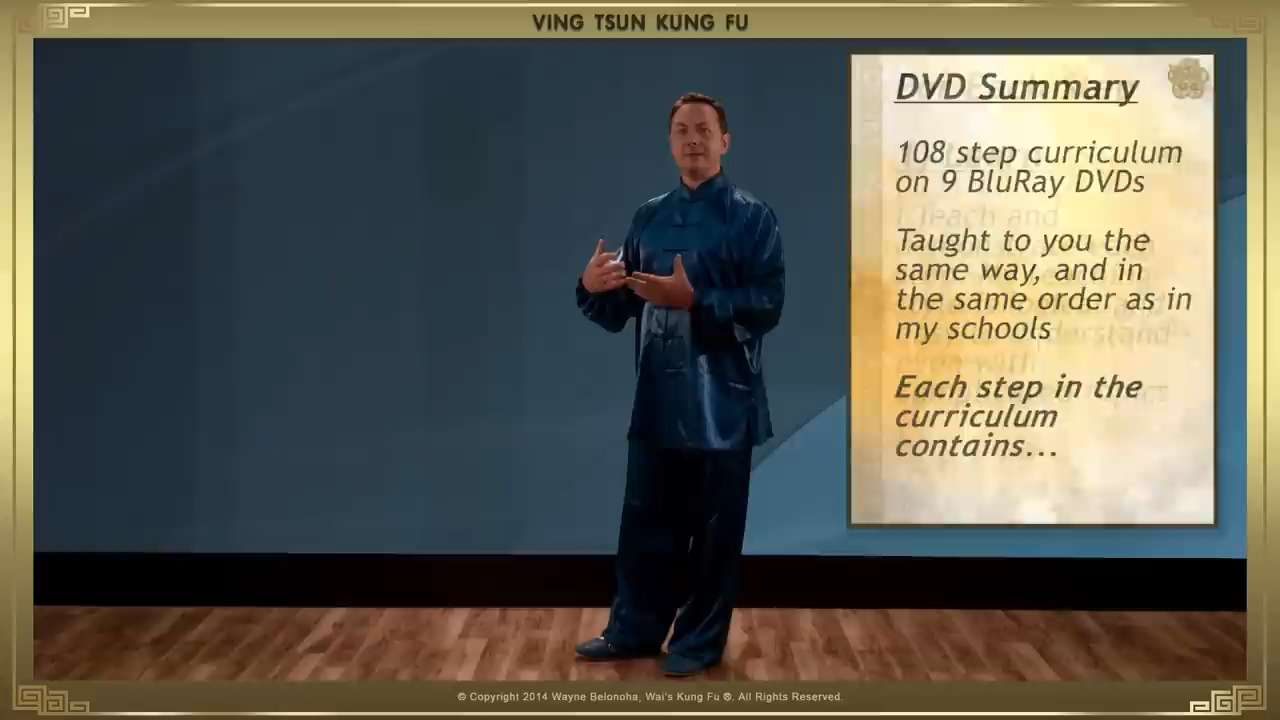 VING TSUN KUNG FU
DVD Summary
108 step curriculum
on 9 BluRay DVDs
Taught to you the
same way, and in
the same order as in
my schools
Each step in the
curriculum
contains...
© Copyright 2014 Wayne Belonoha, Wai's Kung Fu ®. All Rights Reserved.